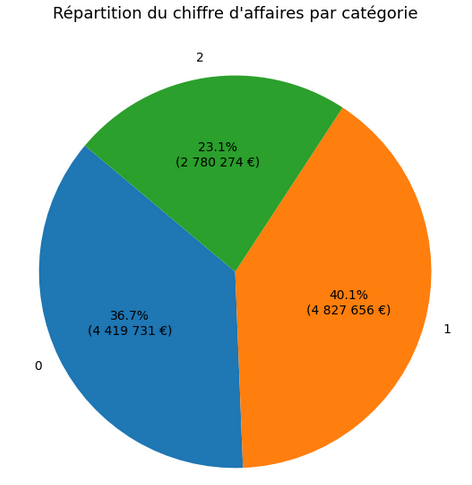 Répartition du chiffre d'affaires par catégorie
2
23.1%
(2 780 274 €)
40.1%
(4 827 656 €)
36.7%
(4 419 731 €)
1
0